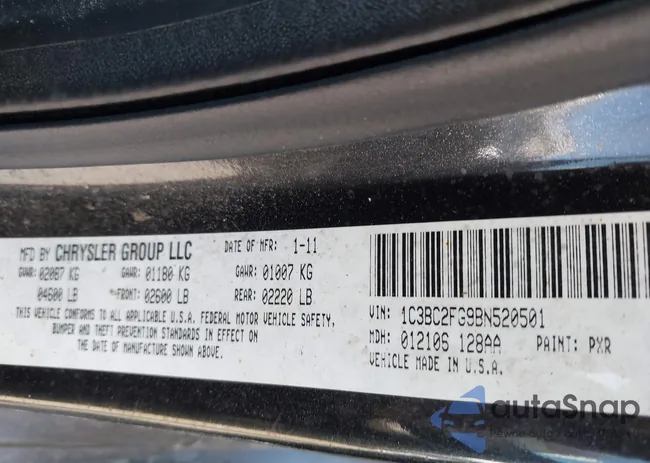 MFD BY CHRYSLER GROUP LLC DATE OF MFR: 1-11
GVWR: 02087 KG GAWR: 01180 KG GAWR: 01007 KG
04600 LB FRONT: 02600 LB REAR: 02220 LB
THIS VEHICLE CONFORMS TO ALL APPLICABLE U.S.A. FEDERAL MOTOR VEHICLE SAFETY,
BUMPER AND THEFT PREVENTION STANDARDS IN EFFECT ON
THE DATE OF MANUFACTURE SHOWN ABOVE.
VIN: 1C3BC2FG9BN520501
MDH: 012106 128AA PAINT: PXR
VEHICLE MADE IN U.S.A.
autoSnap